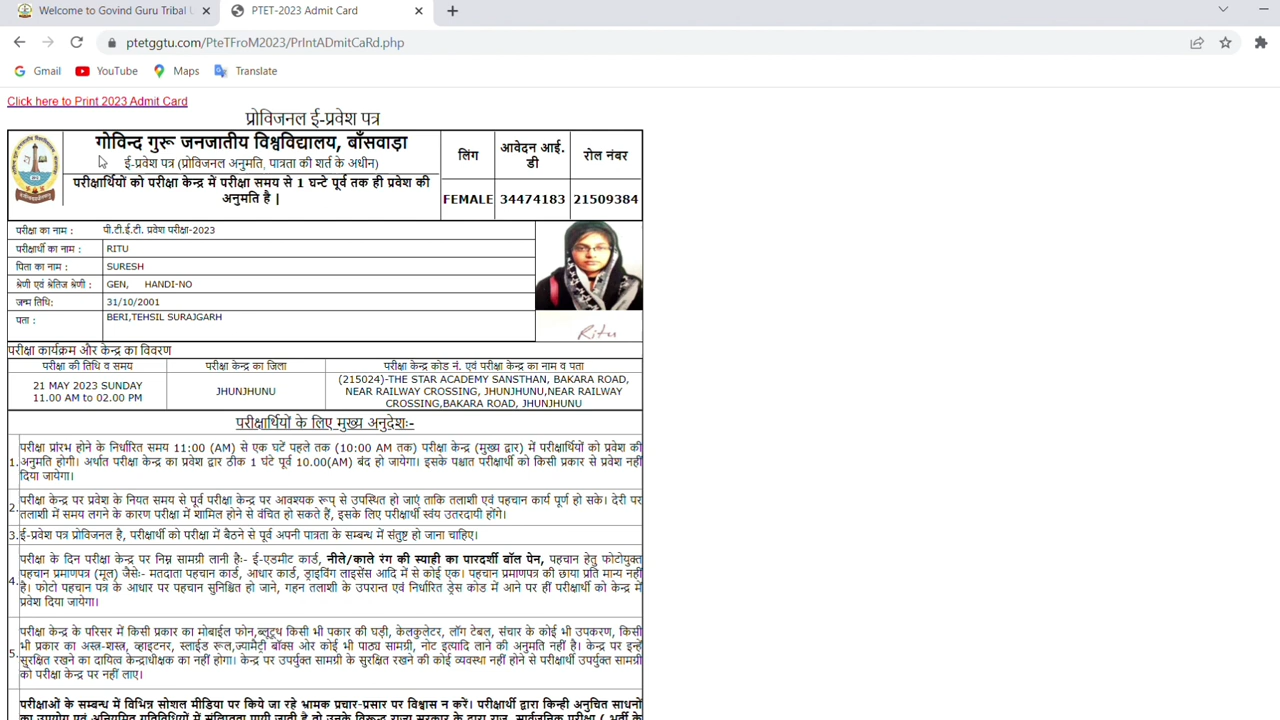 Welcome to Govind Guru Tribal U
PTET-2023 Admit Card
ptetggtu.com/PteTFroM2023/PrIntADmitCaRd.php
Gmail YouTube Maps Translate
Click here to Print 2023 Admit Card
प्रोविजनल ई-प्रवेश पत्र
गोविन्द गुरू जनजातीय विश्वविद्यालय, बाँसवाड़ा
ई-प्रवेश पत्र (प्रोविजनल अनुमति, पात्रता की शर्त के अधीन)
परीक्षार्थियों को परीक्षा केन्द्र में परीक्षा समय से 1 घन्टे पूर्व तक ही प्रवेश की
अनुमति है |
लिंग
आवेदन आई.
डी
रोल नंबर
FEMALE 34474183 21509384
परीक्षा का नाम : पी.टी.ई.टी. प्रवेश परीक्षा-2023
परीक्षार्थी का नाम : RITU
पिता का नाम : SURESH
श्रेणी एवं श्रेतिज श्रेणी : GEN, HANDI-NO
जन्म तिथि: 31/10/2001
पता : BERI,TEHSIL SURAJGARH
Ritu
परीक्षा कार्यक्रम और केन्द्र का विवरण
परीक्षा की तिथि व समय
परीक्षा केन्द्र का जिला
परीक्षा केन्द्र कोड नं. एवं परीक्षा केन्द्र का नाम व पता
21 MAY 2023 SUNDAY
11.00 AM to 02.00 PM
JHUNJHUNU
(215024)-THE STAR ACADEMY SANSTHAN, BAKARA ROAD,
NEAR RAILWAY CROSSING, JHUNJHUNU,NEAR RAILWAY
CROSSING,BAKARA ROAD, JHUNJHUNU
परीक्षार्थियों के लिए मुख्य अनुदेशः-
परीक्षा प्रांरभ होने के निर्धारित समय 11:00 (AM) से एक घटें पहले तक (10:00 AM तक) परीक्षा केन्द्र (मुख्य द्वार) में परीक्षार्थियों को प्रवेश की
1. अनुमति होगी। अर्थात परीक्षा केन्द्र का प्रवेश द्वार ठीक 1 घंटे पूर्व 10.00(AM) बंद हो जायेगा। इसके पश्चात परीक्षार्थी को किसी प्रकार से प्रवेश नहीं
दिया जायेगा।
2. परीक्षा केन्द्र पर प्रवेश के नियत समय से पूर्व परीक्षा केन्द्र पर आवश्यक रूप् से उपस्थित हो जाएं ताकि तलाशी एवं पहचान कार्य पूर्ण हो सके। देरी पर
तलाशी में समय लगने के कारण परीक्षा में शामिल होने से वंचित हो सकते हैं, इसके लिए परीक्षार्थी स्वंय उतरदायी होंगे।
3. ई-प्रवेश पत्र प्रोविजनल है, परीक्षार्थी को परीक्षा में बैठने से पूर्व अपनी पात्रता के सम्बन्ध में संतुष्ट हो जाना चाहिए।
परीक्षा के दिन परीक्षा केन्द्र पर निम्न सामग्री लानी हैः- ई-एडमीट कार्ड, नीले/काले रंग की स्याही का पारदर्शी बॉल पेन, पहचान हेतु फोटोयुक्त
पहचान प्रमाणपत्र (मूल) जैसेः- मतदाता पहचान कार्ड, आधार कार्ड, ड्राइविंग लाइसेंस आदि में से कोई एक। पहचान प्रमाणपत्र की छाया प्रति मान्य नहीं
4. है। फोटो पहचान पत्र के आधार पर पहचान सुनिश्चित हो जाने, गहन तलाशी के उपरान्त एवं निर्धारित ड्रेस कोड में आने पर हीं परीक्षार्थी को केन्द्र में
प्रवेश दिया जायेगा।
परीक्षा केन्द्र के परिसर में किसी प्रकार का मोबाईल फोन,ब्लूटूथ किसी भी पकार की घड़ी, केलकुलेटर, लॉग टेबल, संचार के कोई भी उपकरण, किसी
भी प्रकार का अस्त्र-शस्त्र, व्हाइटनर, स्लाईड रूल,ज्यामैट्री बॉक्स ओर कोई भी पाठ्य सामग्री, नोट इत्यादि लाने की अनुमति नहीं है। केन्द्र पर इन्हें
5. सुरक्षित रखने का दायित्व केन्द्राधीक्षक का नहीं होगा। केन्द्र पर उपर्युक्त सामग्री के सुरक्षित रखने की कोई व्यवस्था नहीं होने से परीक्षार्थी उपर्युक्त सामग्री
को परीक्षा केन्द्र पर नहीं लाए।
परीक्षाओं के सम्बन्ध में विभिन्न सोशल मीडिया पर किये जा रहे भ्रामक प्रचार-प्रसार पर विश्वास न करें। परीक्षार्थी द्वारा किन्ही अनुचित साधनों